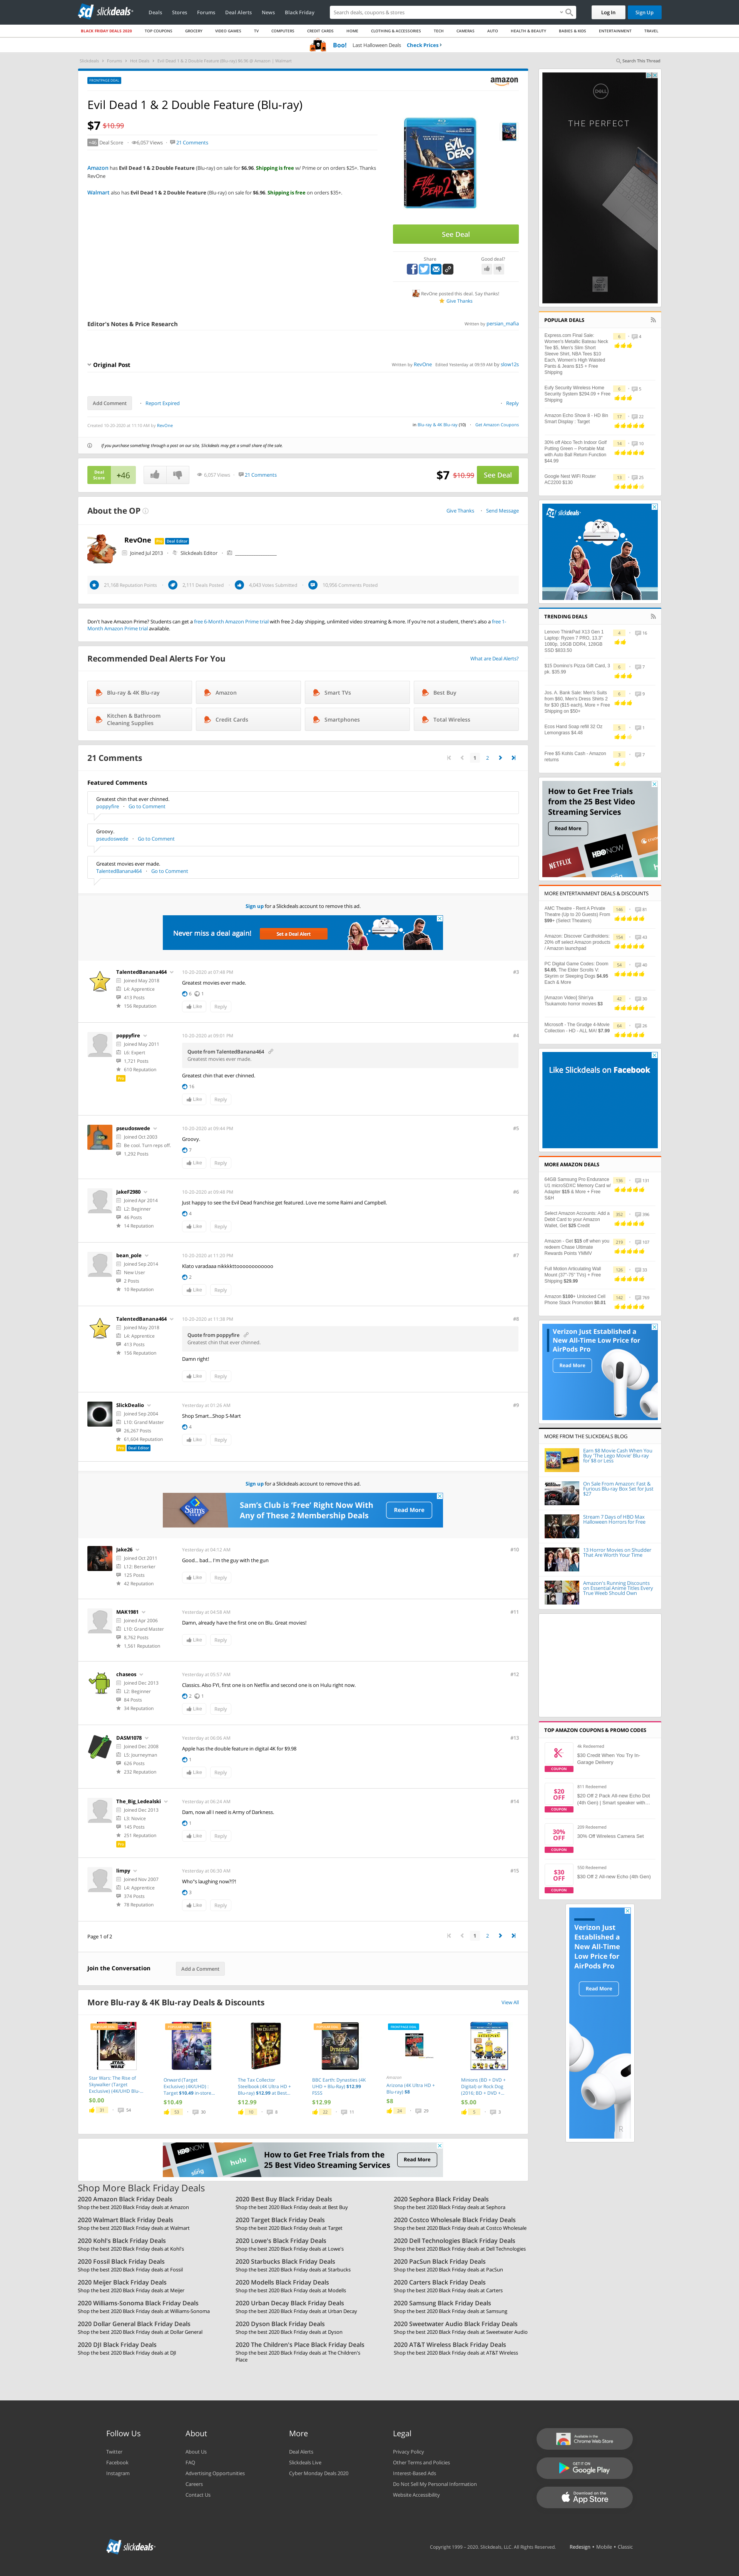 slickdeals
Deals Stores Forums Deal Alerts News Black Friday
Search deals, coupons & stores
Log In Sign Up
BLACK FRIDAY DEALS 2020 TOP COUPONS GROCERY VIDEO GAMES TV COMPUTERS CREDIT CARDS HOME CLOTHING & ACCESSORIES TECH CAMERAS AUTO HEALTH & BEAUTY BABIES & KIDS ENTERTAINMENT TRAVEL
Boo! Last Halloween Deals Check Prices
Slickdeals > Forums > Hot Deals > Evil Dead 1 & 2 Double Feature (Blu-ray) $6.96 @ Amazon | Walmart
Search This Thread
FRONTPAGE DEAL
amazon
Evil Dead 1 & 2 Double Feature (Blu-ray)
$7 $10.99
+46 Deal Score 6,057 Views 21 Comments
Amazon has Evil Dead 1 & 2 Double Feature (Blu-ray) on sale for $6.96. Shipping is free w/ Prime or on orders $25+. Thanks
RevOne
Walmart also has Evil Dead 1 & 2 Double Feature (Blu-ray) on sale for $6.96. Shipping is free on orders $35+.
See Deal
Share Good deal?
RevOne posted this deal. Say thanks!
Give Thanks
Editor's Notes & Price Research
Written by persian_mafia
Original Post
Written by RevOne Edited Yesterday at 09:59 AM by slow12s
Add Comment Report Expired Reply
Created 10-20-2020 at 11:10 AM by RevOne
in Blu-ray & 4K Blu-ray (10) Get Amazon Coupons
If you purchase something through a post on our site, Slickdeals may get a small share of the sale.
Deal Score +46
6,057 Views 21 Comments
$7 $10.99 See Deal
About the OP
Give Thanks Send Message
RevOne Pro Deal Editor
Joined Jul 2013 Slickdeals Editor
21,168 Reputation Points 2,111 Deals Posted 4,043 Votes Submitted 10,956 Comments Posted
Don't have Amazon Prime? Students can get a free 6-Month Amazon Prime trial with free 2-day shipping, unlimited video streaming & more. If you're not a student, there's also a free 1-
Month Amazon Prime trial available.
Recommended Deal Alerts For You
What are Deal Alerts?
Blu-ray & 4K Blu-ray Amazon Smart TVs Best Buy
Kitchen & Bathroom Cleaning Supplies Credit Cards Smartphones Total Wireless
21 Comments
1 2
Featured Comments
Greatest chin that ever chinned.
poppyfire Go to Comment
Groovy.
pseudoswede Go to Comment
Greatest movies ever made.
TalentedBanana464 Go to Comment
Sign up for a Slickdeals account to remove this ad.
Never miss a deal again! Set a Deal Alert
TalentedBanana464
Joined May 2018
L4: Apprentice
413 Posts
156 Reputation
10-20-2020 at 07:48 PM #3
Greatest movies ever made.
6 1
Like Reply
poppyfire
Joined May 2011
L6: Expert
1,721 Posts
610 Reputation
Pro
10-20-2020 at 09:01 PM #4
Quote from TalentedBanana464
Greatest movies ever made.
Greatest chin that ever chinned.
16
Like Reply
pseudoswede
Joined Oct 2003
Be cool. Turn reps off.
1,292 Posts
10-20-2020 at 09:44 PM #5
Groovy.
7
Like Reply
JakeF2980
Joined Apr 2014
L2: Beginner
46 Posts
14 Reputation
10-20-2020 at 09:48 PM #6
Just happy to see the Evil Dead franchise get featured. Love me some Raimi and Campbell.
4
Like Reply
bean_pole
Joined Sep 2014
New User
2 Posts
10 Reputation
10-20-2020 at 11:20 PM #7
Klato varadaaa nikkkkttoooooooooooooo
2
Like Reply
TalentedBanana464
Joined May 2018
L4: Apprentice
413 Posts
156 Reputation
10-20-2020 at 11:38 PM #8
Quote from poppyfire
Greatest chin that ever chinned.
Damn right!
Like Reply
SlickDealio
Joined Sep 2004
L10: Grand Master
26,267 Posts
61,604 Reputation
Pro Deal Editor
Yesterday at 01:26 AM #9
Shop Smart...Shop S-Mart
4
Like Reply
Sign up for a Slickdeals account to remove this ad.
Sam's Club is 'Free' Right Now With
Any of These 2 Membership Deals
Read More
Jake26
Joined Oct 2011
L12: Berserker
125 Posts
42 Reputation
Yesterday at 04:12 AM #10
Good... bad... I'm the guy with the gun
Like Reply
MAK1981
Joined Apr 2006
L10: Grand Master
8,762 Posts
1,561 Reputation
Yesterday at 04:58 AM #11
Damn, already have the first one on Blu. Great movies!
Like Reply
chaseos
Joined Dec 2013
L2: Beginner
84 Posts
34 Reputation
Yesterday at 05:57 AM #12
Classics. Also FYI, first one is on Netflix and second one is on Hulu right now.
2 1
Like Reply
DASM1078
Joined Dec 2008
L5: Journeyman
626 Posts
232 Reputation
Yesterday at 06:06 AM #13
Apple has the double feature in digital 4K for $9.98
1
Like Reply
The_Big_Ledealski
Joined Dec 2013
L3: Novice
145 Posts
251 Reputation
Pro
Yesterday at 06:24 AM #14
Dam, now all I need is Army of Darkness.
1
Like Reply
limpy
Joined Nov 2007
L4: Apprentice
374 Posts
78 Reputation
Yesterday at 06:30 AM #15
Who"s laughing now?!?!
3
Like Reply
Page 1 of 2
1 2
Join the Conversation Add a Comment
More Blu-ray & 4K Blu-ray Deals & Discounts
View All
Star Wars: The Rise of Skywalker (Target Exclusive) (4K/UHD Blu-...
$0.00
21 54
Onward (Target Exclusive) (4K/UHD) Target $10.49 in-store...
$10.49
53 30
The Tax Collector Steelbook (4K Ultra HD + Blu-ray) $12.99 at Best...
$12.99
10 8
BBC Earth: Dynasties (4K UHD + Blu-Ray) $12.99 FSSS
$12.99
22 11
Amazon
Arizona (4K Ultra HD + Blu-ray) $8
$8
24 29
Minions (BD + DVD + Digital) or Rock Dog (2016; BD + DVD +...
$5.00
5 3
How to Get Free Trials from the
25 Best Video Streaming Services
Read More
Shop More Black Friday Deals
2020 Amazon Black Friday Deals
Shop the best 2020 Black Friday deals at Amazon
2020 Best Buy Black Friday Deals
Shop the best 2020 Black Friday deals at Best Buy
2020 Sephora Black Friday Deals
Shop the best 2020 Black Friday deals at Sephora
2020 Walmart Black Friday Deals
Shop the best 2020 Black Friday deals at Walmart
2020 Target Black Friday Deals
Shop the best 2020 Black Friday deals at Target
2020 Costco Wholesale Black Friday Deals
Shop the best 2020 Black Friday deals at Costco Wholesale
2020 Kohl's Black Friday Deals
Shop the best 2020 Black Friday deals at Kohl's
2020 Lowe's Black Friday Deals
Shop the best 2020 Black Friday deals at Lowe's
2020 Dell Technologies Black Friday Deals
Shop the best 2020 Black Friday deals at Dell Technologies
2020 Fossil Black Friday Deals
Shop the best 2020 Black Friday deals at Fossil
2020 Starbucks Black Friday Deals
Shop the best 2020 Black Friday deals at Starbucks
2020 PacSun Black Friday Deals
Shop the best 2020 Black Friday deals at PacSun
2020 Meijer Black Friday Deals
Shop the best 2020 Black Friday deals at Meijer
2020 Modells Black Friday Deals
Shop the best 2020 Black Friday deals at Modells
2020 Carters Black Friday Deals
Shop the best 2020 Black Friday deals at Carters
2020 Williams-Sonoma Black Friday Deals
Shop the best 2020 Black Friday deals at Williams-Sonoma
2020 Urban Decay Black Friday Deals
Shop the best 2020 Black Friday deals at Urban Decay
2020 Samsung Black Friday Deals
Shop the best 2020 Black Friday deals at Samsung
2020 Dollar General Black Friday Deals
Shop the best 2020 Black Friday deals at Dollar General
2020 Dyson Black Friday Deals
Shop the best 2020 Black Friday deals at Dyson
2020 Sweetwater Audio Black Friday Deals
Shop the best 2020 Black Friday deals at Sweetwater Audio
2020 DJI Black Friday Deals
Shop the best 2020 Black Friday deals at DJI
2020 The Children's Place Black Friday Deals
Shop the best 2020 Black Friday deals at The Children's
Place
2020 AT&T Wireless Black Friday Deals
Shop the best 2020 Black Friday deals at AT&T Wireless
DELL
THE PERFECT
POPULAR DEALS
Express.com Final Sale: Women's Metallic Bateau Neck Tee $5, Men's Slim Short Sleeve Shirt, NBA Tees $10 Each, Women's High Waisted Pants & Jeans $15 + Free Shipping
Eufy Security Wireless Home Security System $294.09 + Free Shipping
Amazon Echo Show 8 - HD 8in Smart Display : Target
30% off Abco Tech Indoor Golf Putting Green – Portable Mat with Auto Ball Return Function $44.99
Google Nest WiFi Router AC2200 $130
slickdeals
TRENDING DEALS
Lenovo ThinkPad X13 Gen 1 Laptop: Ryzen 7 PRO, 13.3" 1080p, 16GB DDR4, 128GB SSD $653.50
$15 Domino's Pizza Gift Card, 3 pk. $35.99
Jos. A. Bank Sale: Men's Suits from $60, Men's Dress Shirts 2 for $30 ($15 each), More + Free Shipping on $50+
Ecos Hand Soap refill 32 Oz Lemongrass $4.48
Free $5 Kohls Cash - Amazon returns
How to Get Free Trials
from the 25 Best Video
Streaming Services
Read More
NETFLIX HBO NOW
MORE ENTERTAINMENT DEALS & DISCOUNTS
AMC Theatre - Rent A Private Theatre (Up to 20 Guests) From $99+ (Select Theaters)
Amazon: Discover Cardholders: 20% off select Amazon products / Amazon launchpad
PC Digital Game Codes: Doom $4.65, The Elder Scrolls V: Skyrim or Sleeping Dogs $4.05 Each & More
[Amazon Video] Shin'ya Tsukamoto horror movies $3
Microsoft - The Grudge 4-Movie Collection - HD - ALL MA! $7.99
Like Slickdeals on Facebook
MORE AMAZON DEALS
64GB Samsung Pro Endurance U1 microSDXC Memory Card w/ Adapter $15 & More + Free S&H
Select Amazon Accounts: Add a Debit Card to your Amazon Wallet, Get $25 Credit
Amazon - Get $15 off when you redeem Chase Ultimate Rewards Points YMMV
Full Motion Articulating Wall Mount (37"-75" TVs) + Free Shipping $29.99
Amazon $100+ Unlocked Cell Phone Stack Promotion $0.01
Verizon Just Established a
New All-Time Low Price for
AirPods Pro
Read More
MORE FROM THE SLICKDEALS BLOG
Earn $8 Movie Cash When You Buy 'The Lego Movie' Blu-ray for $8 or Less
On Sale From Amazon: Fast & Furious Blu-ray Box Set for Just $27
Stream 7 Days of HBO Max Halloween Horrors for Free
13 Horror Movies on Shudder That Are Worth Your Time
Amazon's Running Discounts on Essential Anime Titles Every True Weeb Should Own
TOP AMAZON COUPONS & PROMO CODES
4k Redeemed
$30 Credit When You Try In-Garage Delivery
COUPON
$20 OFF
811 Redeemed
$20 Off 2 Pack All-new Echo Dot (4th Gen) | Smart speaker with ...
COUPON
30% OFF
209 Redeemed
30% Off Wireless Camera Set
COUPON
$30 OFF
350 Redeemed
$30 Off 2 All-new Echo (4th Gen)
COUPON
Verizon Just
Established a
New All-Time
Low Price for
AirPods Pro
Read More
Follow Us About More Legal
Twitter About Us Deal Alerts Privacy Policy
Facebook FAQ Slickdeals Live Other Terms and Policies
Instagram Advertising Opportunities Cyber Monday Deals 2020 Interest-Based Ads
Careers Do Not Sell My Personal Information
Contact Us Website Accessibility
Available in the Chrome Web Store
GET IT ON Google Play
Download on the App Store
slickdeals
Copyright 1999 - 2020. Slickdeals, LLC. All Rights Reserved. Redesign • Mobile • Classic